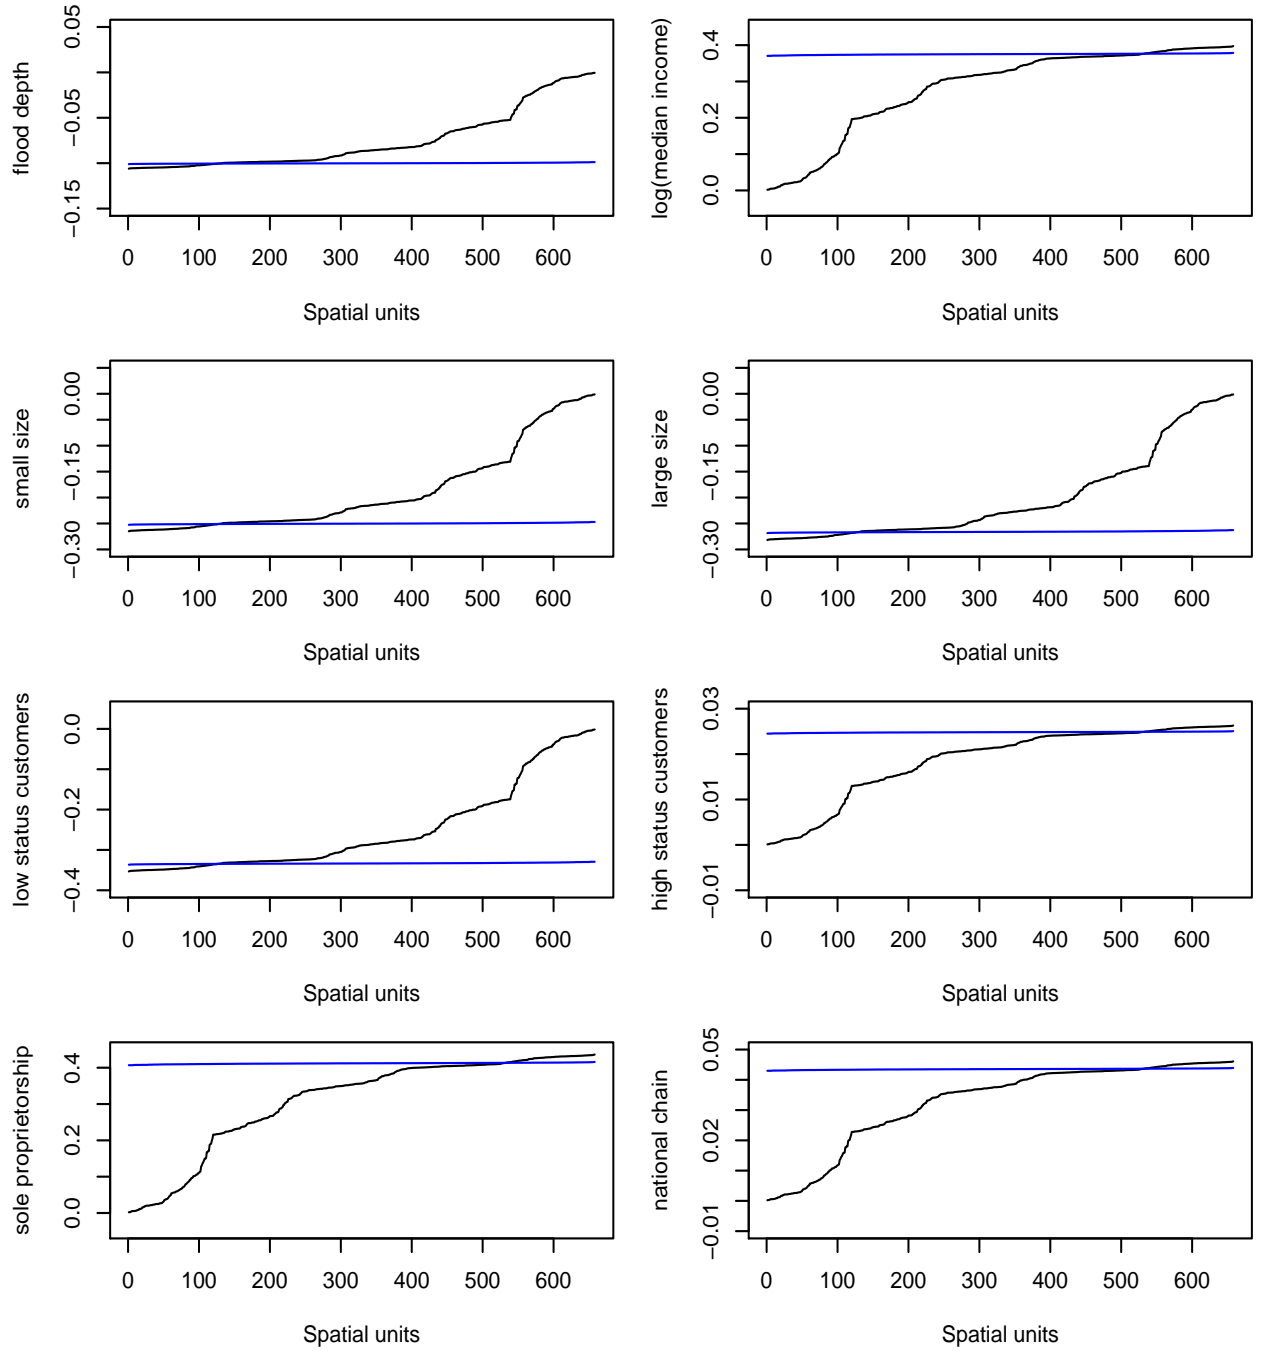 flood depth
0.05
−0.05
−0.15
0 100 200 300 400 500 600
Spatial units
log(median income)
0.4
0.2
0.0
0 100 200 300 400 500 600
Spatial units
small size
0.00
−0.15
−0.30
0 100 200 300 400 500 600
Spatial units
large size
0.00
−0.15
−0.30
0 100 200 300 400 500 600
Spatial units
low status customers
0.0
−0.2
−0.4
0 100 200 300 400 500 600
Spatial units
high status customers
0.03
0.01
−0.01
0 100 200 300 400 500 600
Spatial units
sole proprietorship
0.4
0.2
0.0
0 100 200 300 400 500 600
Spatial units
national chain
0.05
0.02
−0.01
0 100 200 300 400 500 600
Spatial units